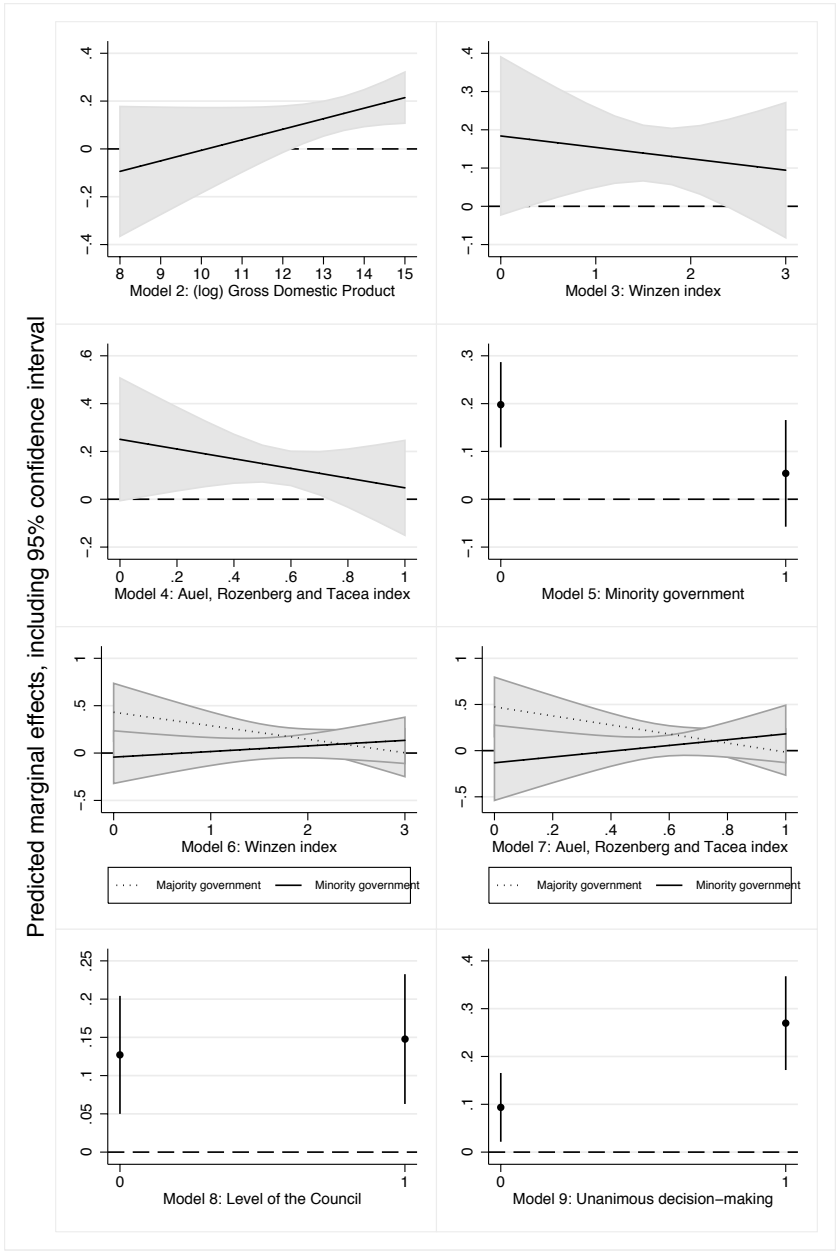 Predicted marginal effects, including 95% confidence interval
.4
.2
0
-.2
-.4
8 9 10 11 12 13 14 15
Model 2: (log) Gross Domestic Product
.4
.3
.2
.1
0
-.1
0 1 2 3
Model 3: Winzen index
.6
.4
.2
0
-.2
0 .2 .4 .6 .8 1
Model 4: Auel, Rozenberg and Tacea index
.3
.2
.1
0
-.1
0 1
Model 5: Minority government
1
.5
0
-.5
0 1 2 3
Model 6: Winzen index
Majority government Minority government
1
.5
0
-.5
0 .2 .4 .6 .8 1
Model 7: Auel, Rozenberg and Tacea index
Majority government Minority government
.25
.2
.15
.1
.05
0
0 1
Model 8: Level of the Council
.4
.3
.2
.1
0
0 1
Model 9: Unanimous decision−making